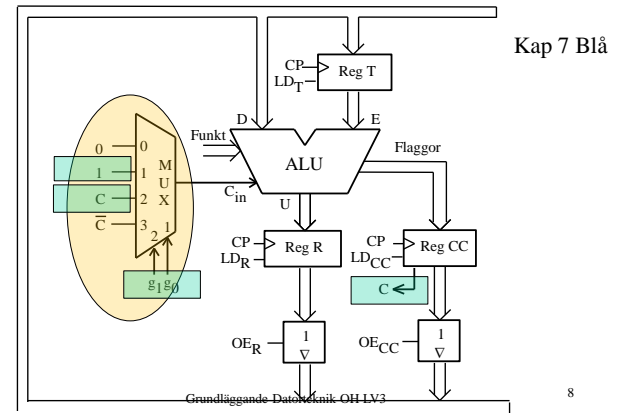 Kap 7 Blå
CP
LD_T
Reg T
D
E
Funkt
ALU
Flaggor
0
0
1
1
C
2
C̅
3
M
U
X
2
1
g₁g₀
C_in
U
CP
LD_R
Reg R
CP
LD_CC
Reg CC
C
OE_R
1
∇
OE_CC
1
∇
Grundläggande Datorteknik OH LV3
8